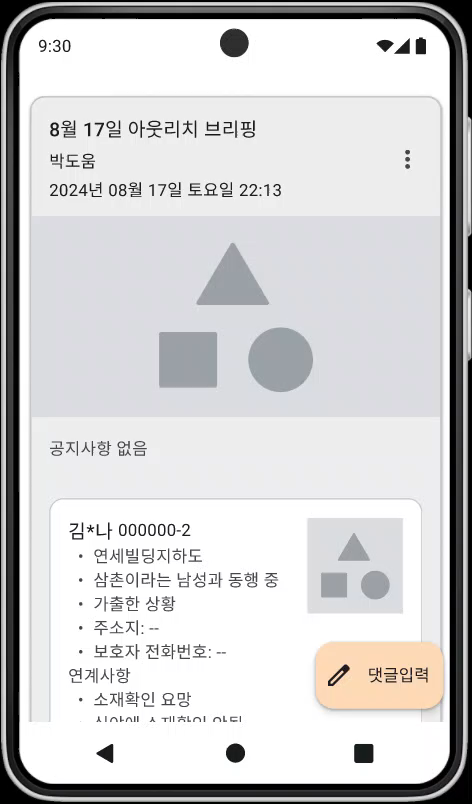 9:30
8월 17일 아웃리치 브리핑
박도움
2024년 08월 17일 토요일 22:13
공지사항 없음
김*나 000000-2
• 연세빌딩지하도
• 삼촌이라는 남성과 동행 중
• 가출한 상황
• 주소지: --
• 보호자 전화번호: --
연계사항
• 소재확인 요망
댓글입력